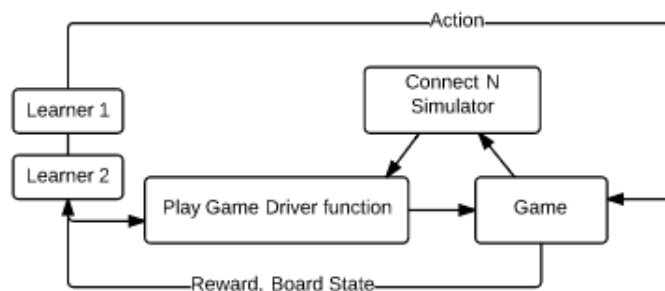 Action
Connect N
Simulator
Learner 1
Learner 2
Play Game Driver function
Game
Reward, Board State